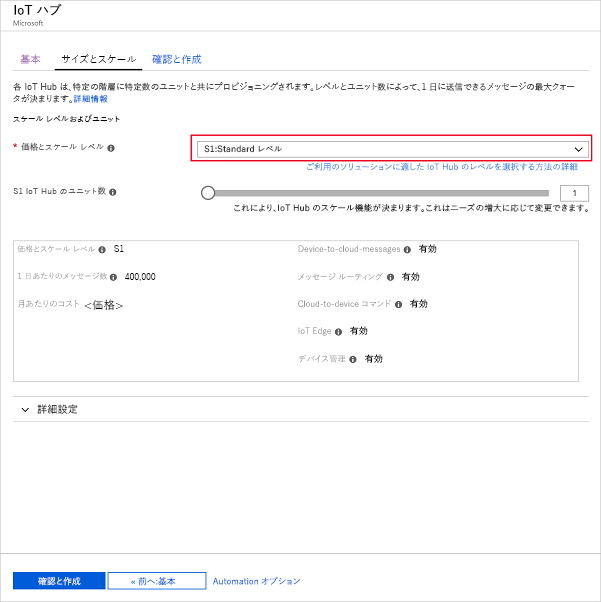 IoT ハブ
Microsoft
基本 サイズとスケール 確認と作成
各 IoT Hub は、特定の階層に特定数のユニットと共にプロビジョニングされます。レベルとユニット数によって、1 日に送信できるメッセージの最大クォー
タが決まります。詳細情報
スケール レベルおよびユニット
* 価格とスケール レベル S1:Standard レベル
ご利用のソリューションに適した IoT Hub のレベルを選択する方法の詳細
S1 IoT Hub のユニット数 1
これにより、IoT Hub のスケール機能が決まります。これはニーズの増大に応じて変更できます。
価格とスケール レベル S1 Device-to-cloud-messages 有効
1 日あたりのメッセージ数 400,000 メッセージ ルーティング 有効
月あたりのコスト <価格> Cloud-to-device コマンド 有効
IoT Edge 有効
デバイス管理 有効
詳細設定
確認と作成 « 前へ:基本 Automation オプション